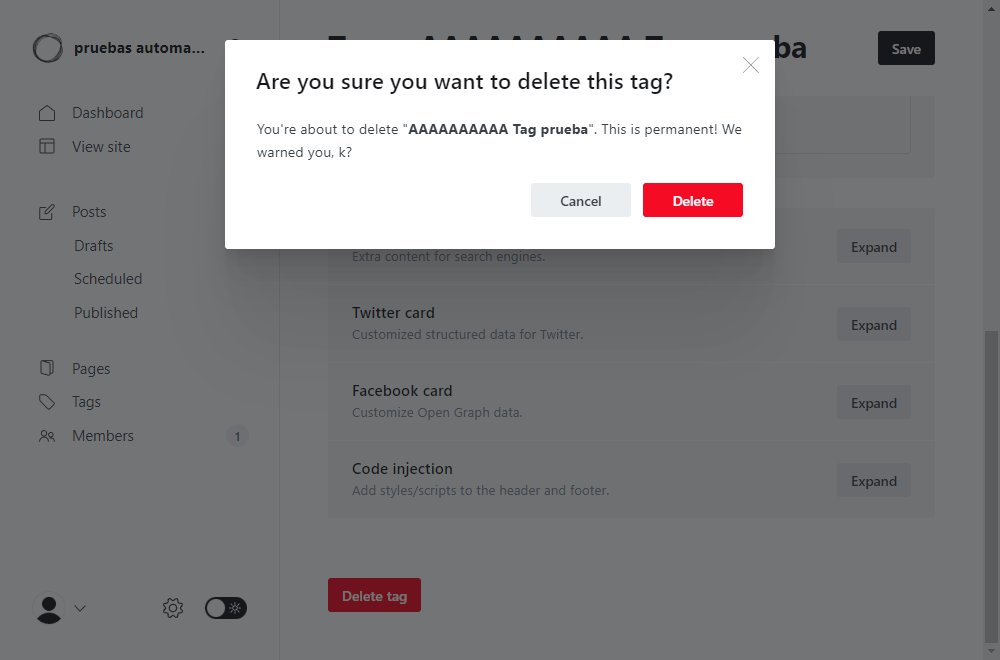 pruebas automa...
Save
Are you sure you want to delete this tag?
You're about to delete "AAAAAAAAAA Tag prueba". This is permanent! We
warned you, k?
Cancel
Delete
Dashboard
View site
Posts
Drafts
Scheduled
Published
Pages
Tags
Members
1
Extra content for search engines.
Expand
Twitter card
Customized structured data for Twitter.
Expand
Facebook card
Customize Open Graph data.
Expand
Code injection
Add styles/scripts to the header and footer.
Expand
Delete tag